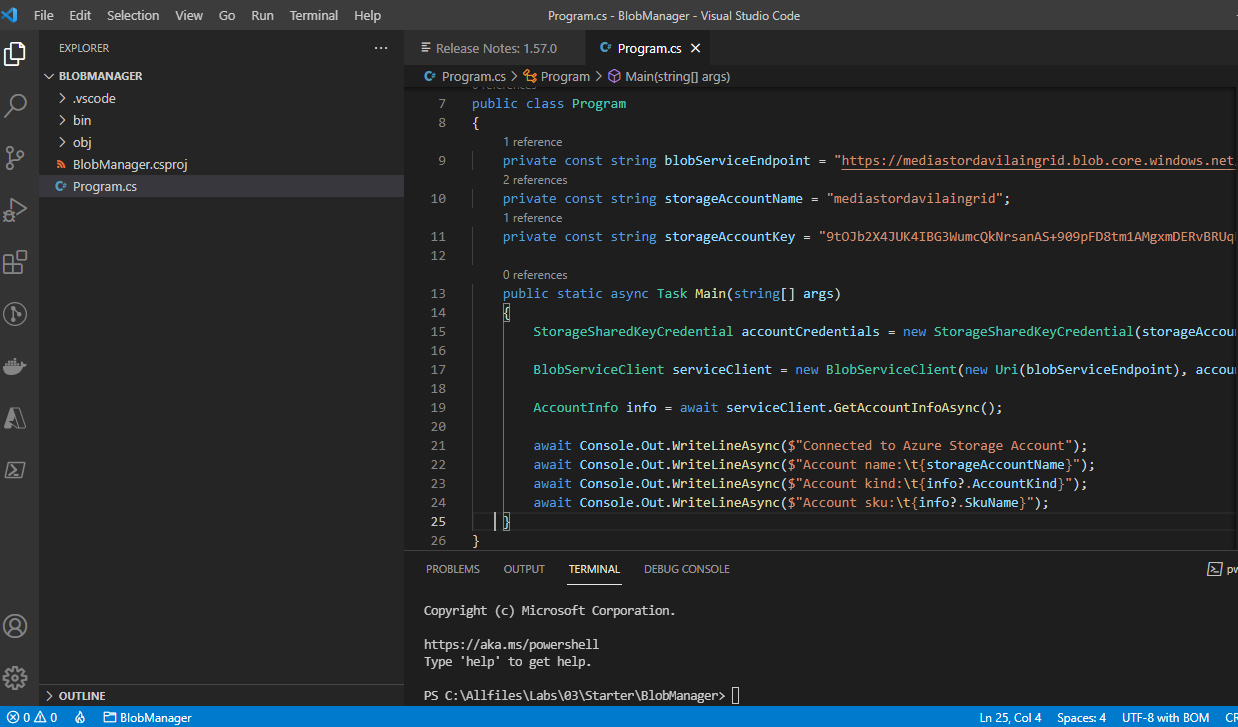 File Edit Selection View Go Run Terminal Help Program.cs - BlobManager - Visual Studio Code
EXPLORER ···
BLOBMANAGER
.vscode
bin
obj
BlobManager.csproj
Program.cs
OUTLINE
Release Notes: 1.57.0 Program.cs
Program.cs > Program > Main(string[] args)
7 public class Program
8 {
1 reference
9 private const string blobServiceEndpoint = "https://mediastordavilaingrid.blob.core.windows.net
2 references
10 private const string storageAccountName = "mediastordavilaingrid";
1 reference
11 private const string storageAccountKey = "9tOJb2X4JUK4IBG3WumcQkNrsanAS+909pFD8tm1AMgxmDERvBRUq
12
0 references
13 public static async Task Main(string[] args)
14 {
15 StorageSharedKeyCredential accountCredentials = new StorageSharedKeyCredential(storageAccou
16
17 BlobServiceClient serviceClient = new BlobServiceClient(new Uri(blobServiceEndpoint), accou
18
19 AccountInfo info = await serviceClient.GetAccountInfoAsync();
20
21 await Console.Out.WriteLineAsync($"Connected to Azure Storage Account");
22 await Console.Out.WriteLineAsync($"Account name:\t{storageAccountName}");
23 await Console.Out.WriteLineAsync($"Account kind:\t{info?.AccountKind}");
24 await Console.Out.WriteLineAsync($"Account sku:\t{info?.SkuName}");
25 }
26 }
PROBLEMS OUTPUT TERMINAL DEBUG CONSOLE pw
Copyright (c) Microsoft Corporation.
https://aka.ms/powershell
Type 'help' to get help.
PS C:\Allfiles\Labs\03\Starter\BlobManager>
0 0 BlobManager Ln 25, Col 4 Spaces: 4 UTF-8 with BOM CR